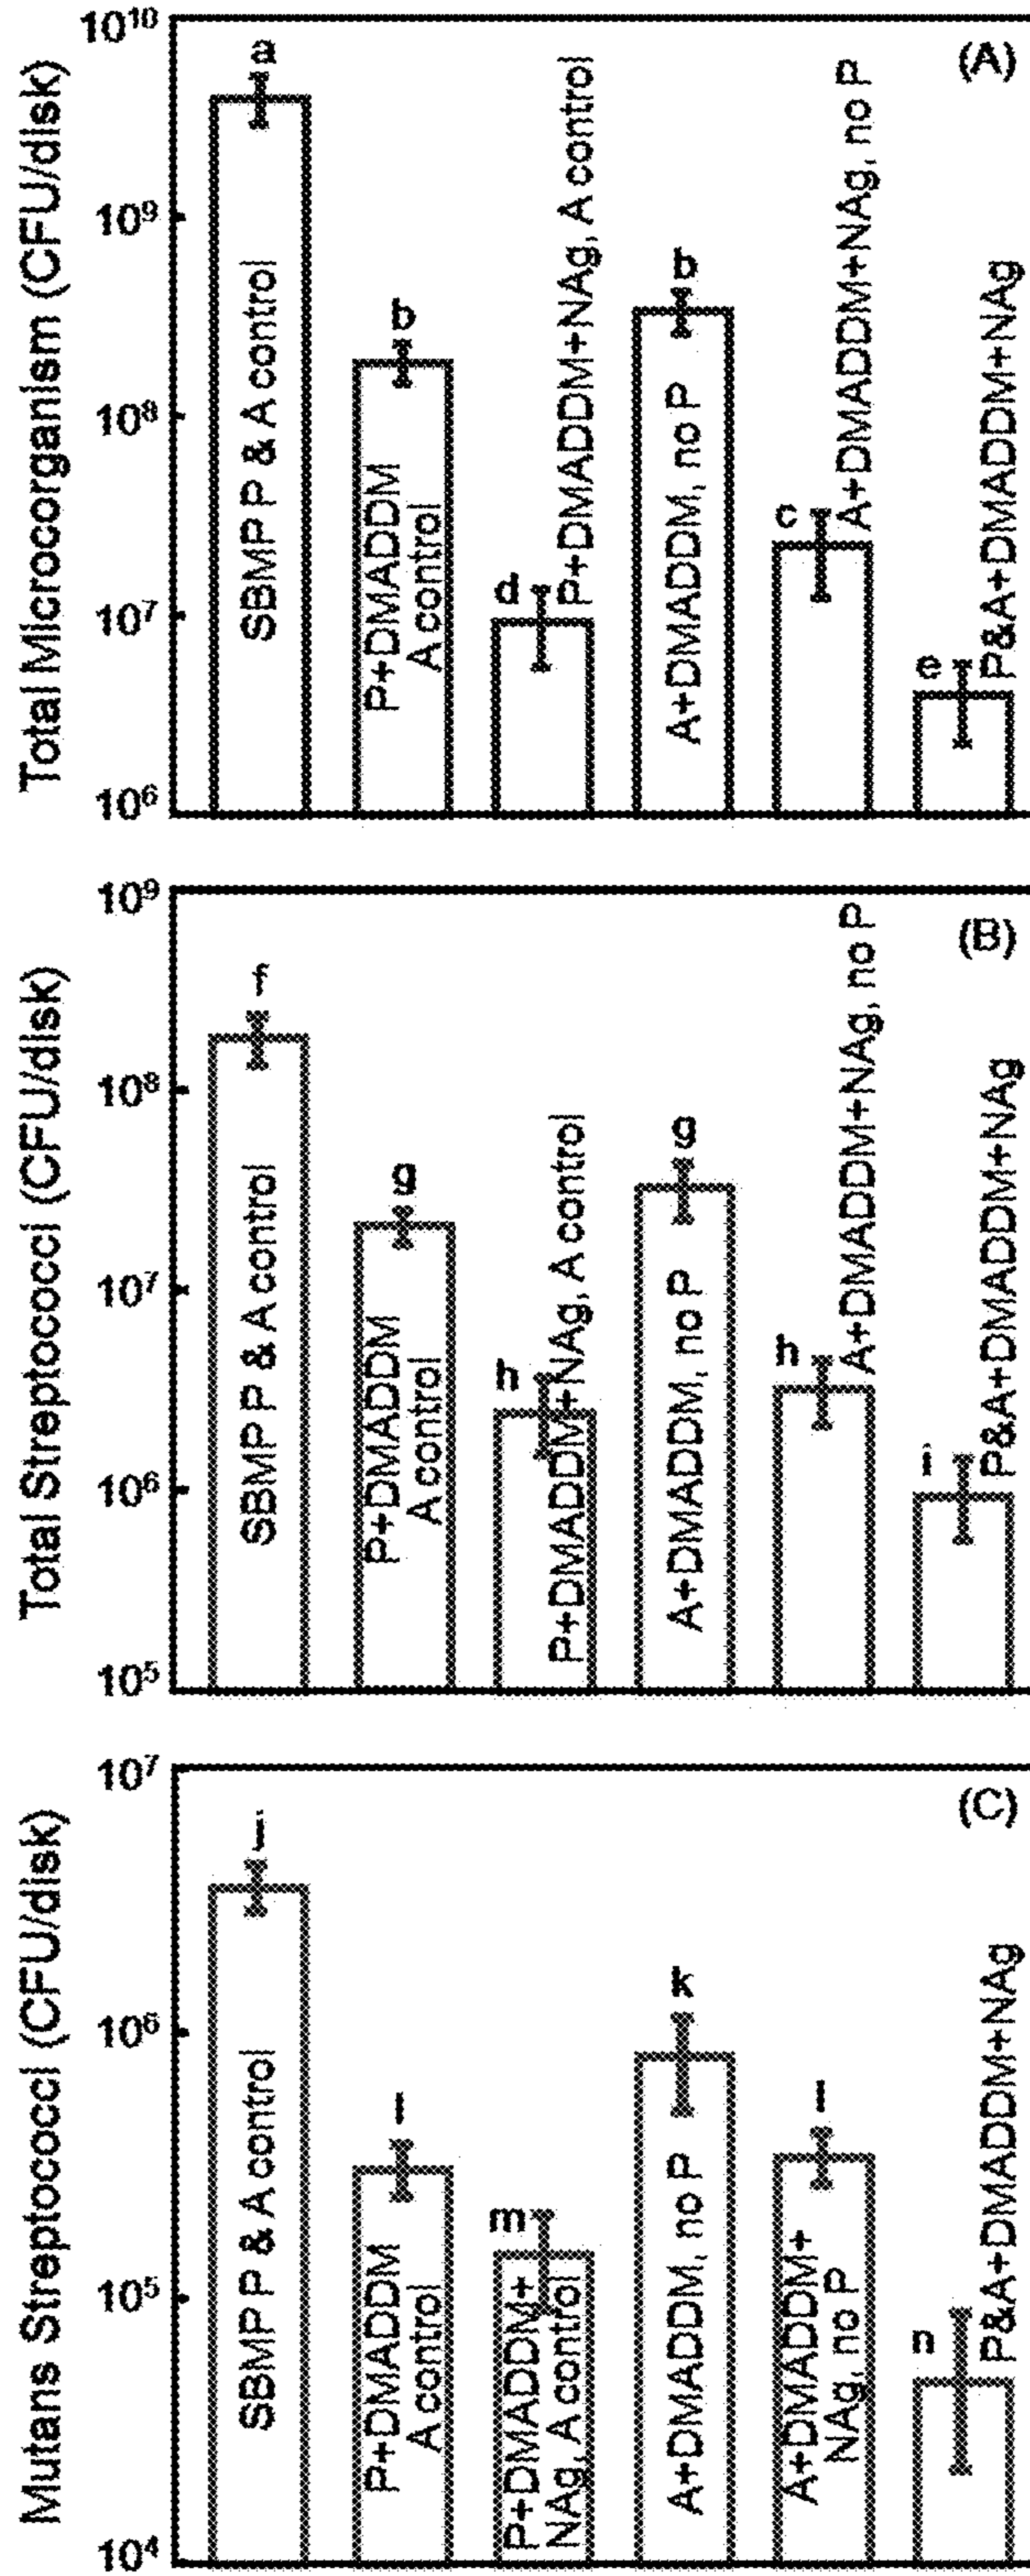 Total Microcorganism (CFU/disk)
10¹⁰
10⁹
10⁸
10⁷
10⁶
(A)
a
SBMP P & A control
b
P+DMADDM
A control
d
P+DMADDM+NAg, A control
b
A+DMADDM, no P
c
A+DMADDM+NAg, no P
e
P&A+DMADDM+NAg
Total Streptococci (CFU/disk)
10⁹
10⁸
10⁷
10⁶
10⁵
(B)
f
SBMP P & A control
g
P+DMADDM
A control
h
P+DMADDM+NAg, A control
g
A+DMADDM, no P
h
A+DMADDM+NAg, no P
i
P&A+DMADDM+NAg
Mutans Streptococci (CFU/disk)
10⁷
10⁶
10⁵
10⁴
(C)
j
SBMP P & A control
l
P+DMADDM
A control
m
P+DMADDM+
NAg, A control
k
A+DMADDM, no P
l
A+DMADDM+
NAg, no P
n
P&A+DMADDM+NAg